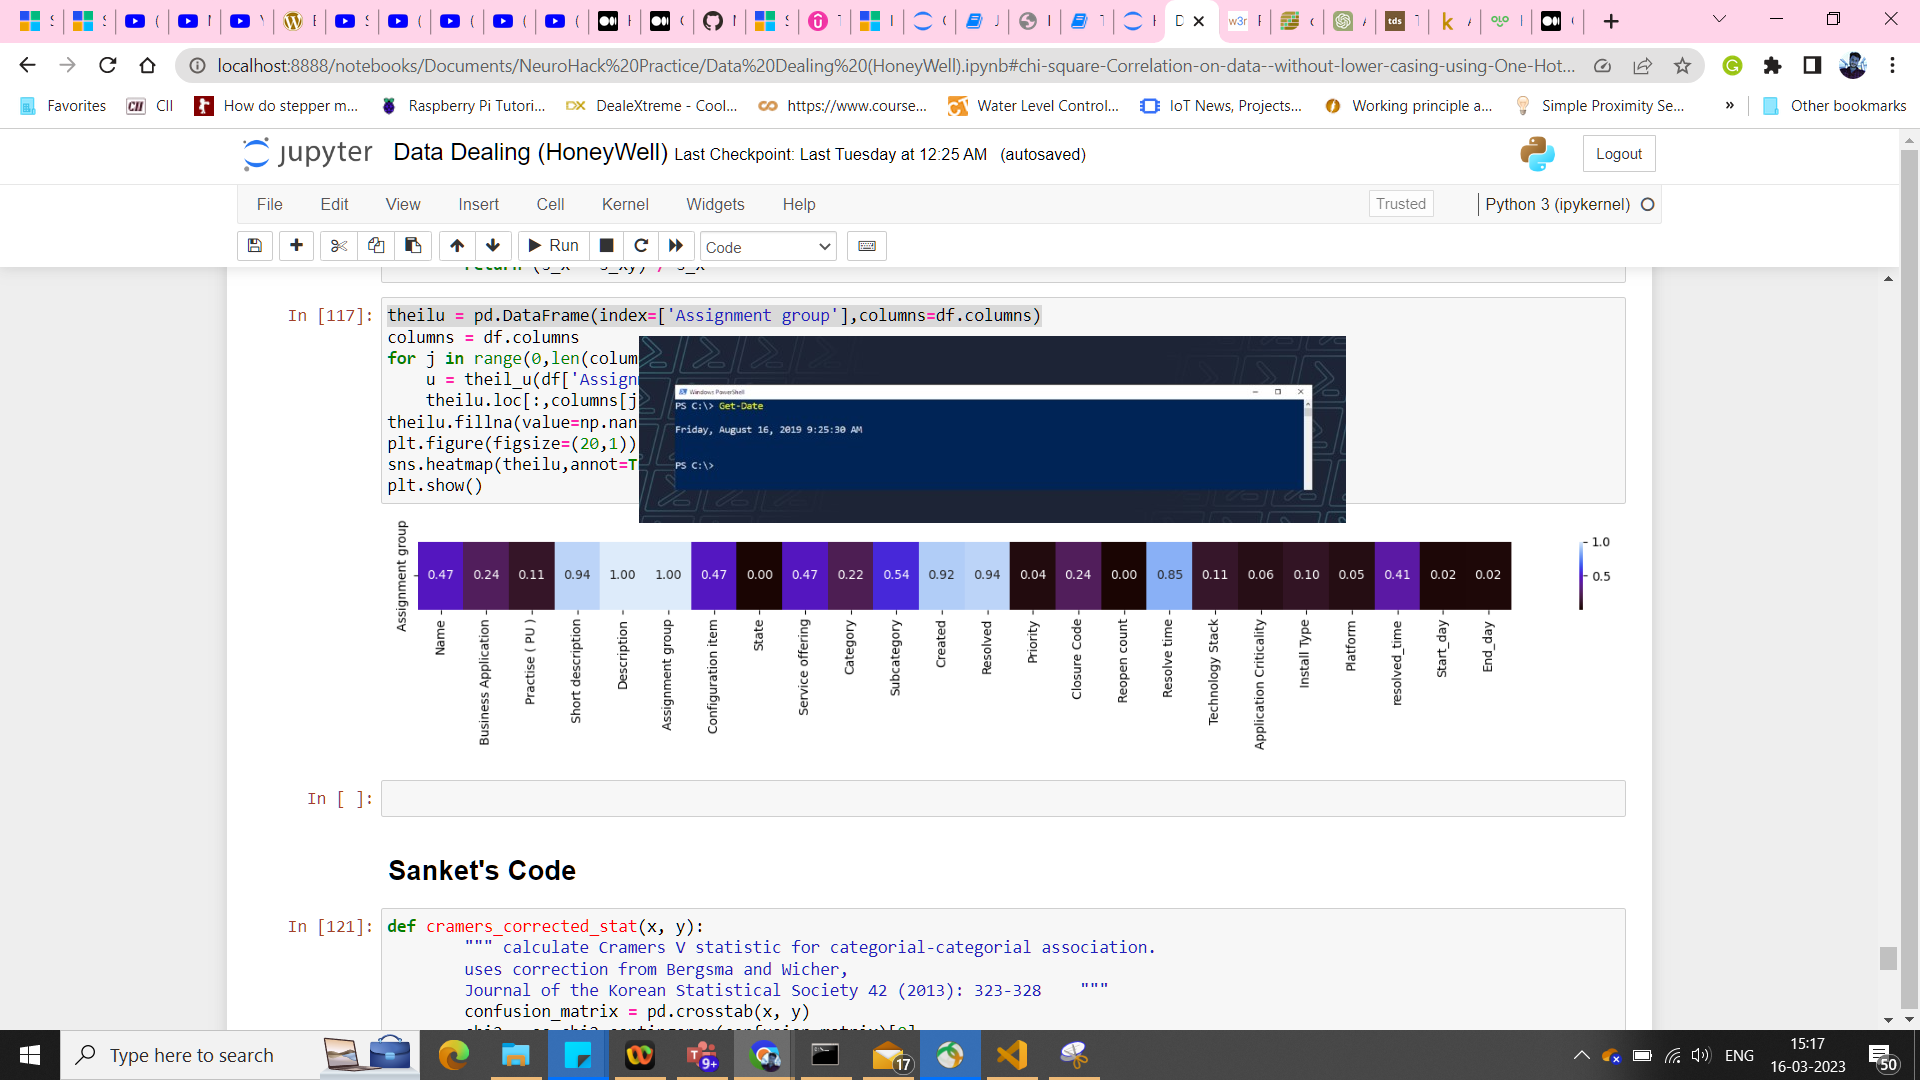 localhost:8888/notebooks/Documents/NeuroHack%20Practice/Data%20Dealing%20(HoneyWell).ipynb#chi-square-Correlation-on-data--without-lower-casing-using-One-Hot...
Favorites CII How do stepper m... Raspberry Pi Tutori... DX DealeXtreme - Cool... https://www.course... Water Level Control... IoT News, Projects... Working principle a... Simple Proximity Se... » Other bookmarks
jupyter Data Dealing (HoneyWell) Last Checkpoint: Last Tuesday at 12:25 AM (autosaved) Logout
File Edit View Insert Cell Kernel Widgets Help Trusted Python 3 (ipykernel)
Run Code
In [117]: theilu = pd.DataFrame(index=['Assignment group'],columns=df.columns)
columns = df.columns
for j in range(0,len(colum
u = theil_u(df['Assign
theilu.loc[:,columns[j
theilu.fillna(value=np.nan
plt.figure(figsize=(20,1))
sns.heatmap(theilu,annot=T
plt.show()
Windows PowerShell
PS C:\> Get-Date
Friday, August 16, 2019 9:25:30 AM
PS C:\>
Assignment group
0.47 0.24 0.11 0.94 1.00 1.00 0.47 0.00 0.47 0.22 0.54 0.92 0.94 0.04 0.24 0.00 0.85 0.11 0.06 0.10 0.05 0.41 0.02 0.02
1.0
0.5
Name
Business Application
Practise ( PU )
Short description
Description
Assignment group
Configuration item
State
Service offering
Category
Subcategory
Created
Resolved
Priority
Closure Code
Reopen count
Resolve time
Technology Stack
Application Criticality
Install Type
Platform
resolved_time
Start_day
End_day
In [ ]:
Sanket's Code
In [121]: def cramers_corrected_stat(x, y):
""" calculate Cramers V statistic for categorial-categorial association.
uses correction from Bergsma and Wicher,
Journal of the Korean Statistical Society 42 (2013): 323-328 """
confusion_matrix = pd.crosstab(x, y)
Type here to search
9+
17
ENG
15:17
16-03-2023
50